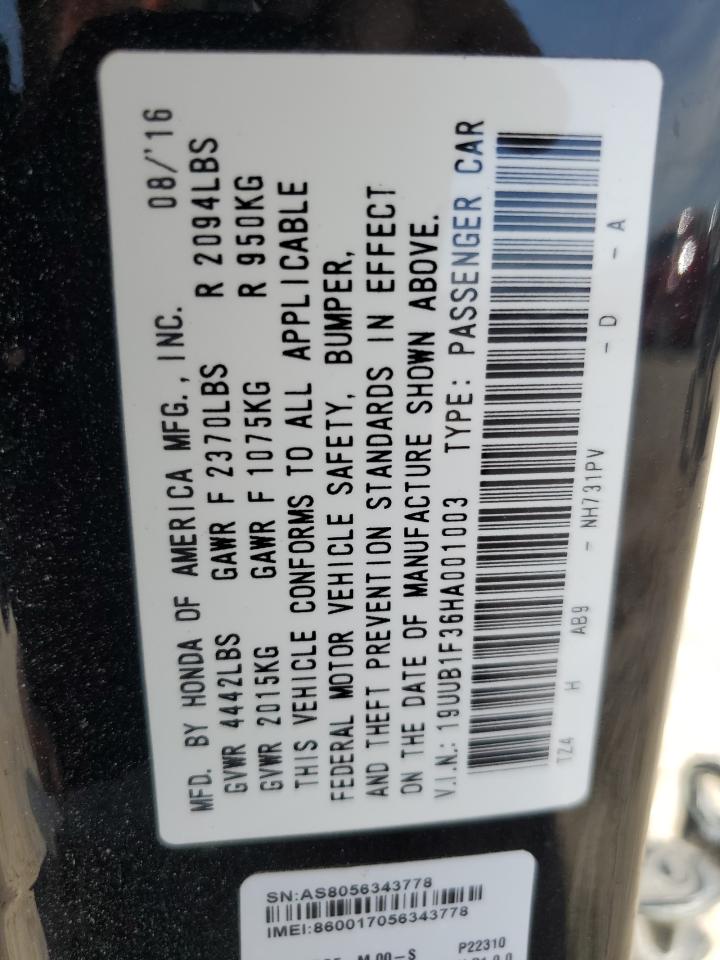 MFD. BY HONDA OF AMERICA MFG., INC. 08/'16
GVWR 4442LBS GAWR F 2370LBS R 2094LBS
GVWR 2015KG GAWR F 1075KG R 950KG
THIS VEHICLE CONFORMS TO ALL APPLICABLE
FEDERAL MOTOR VEHICLE SAFETY, BUMPER,
AND THEFT PREVENTION STANDARDS IN EFFECT
ON THE DATE OF MANUFACTURE SHOWN ABOVE.
V.I.N.: 19UUB1F36HA001003 TYPE: PASSENGER CAR
TZ4 H AB9 - NH731PV - D - A
SN:AS8056343778
IMEI:860017056343778
M 00-S P22310